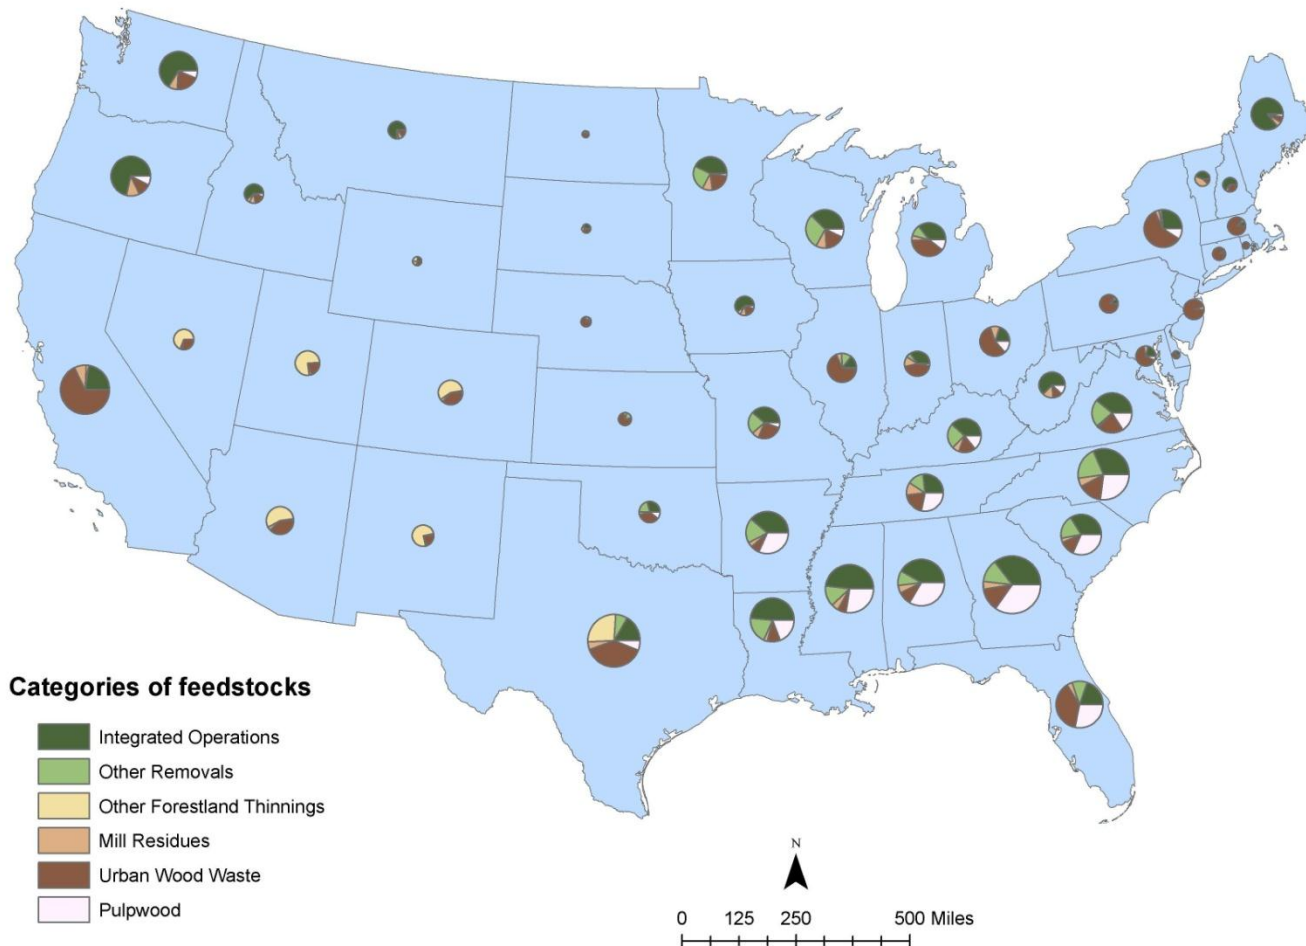 Categories of feedstocks
Integrated Operations
Other Removals
Other Forestland Thinnings
Mill Residues
Urban Wood Waste
Pulpwood
N
0 125 250 500 Miles